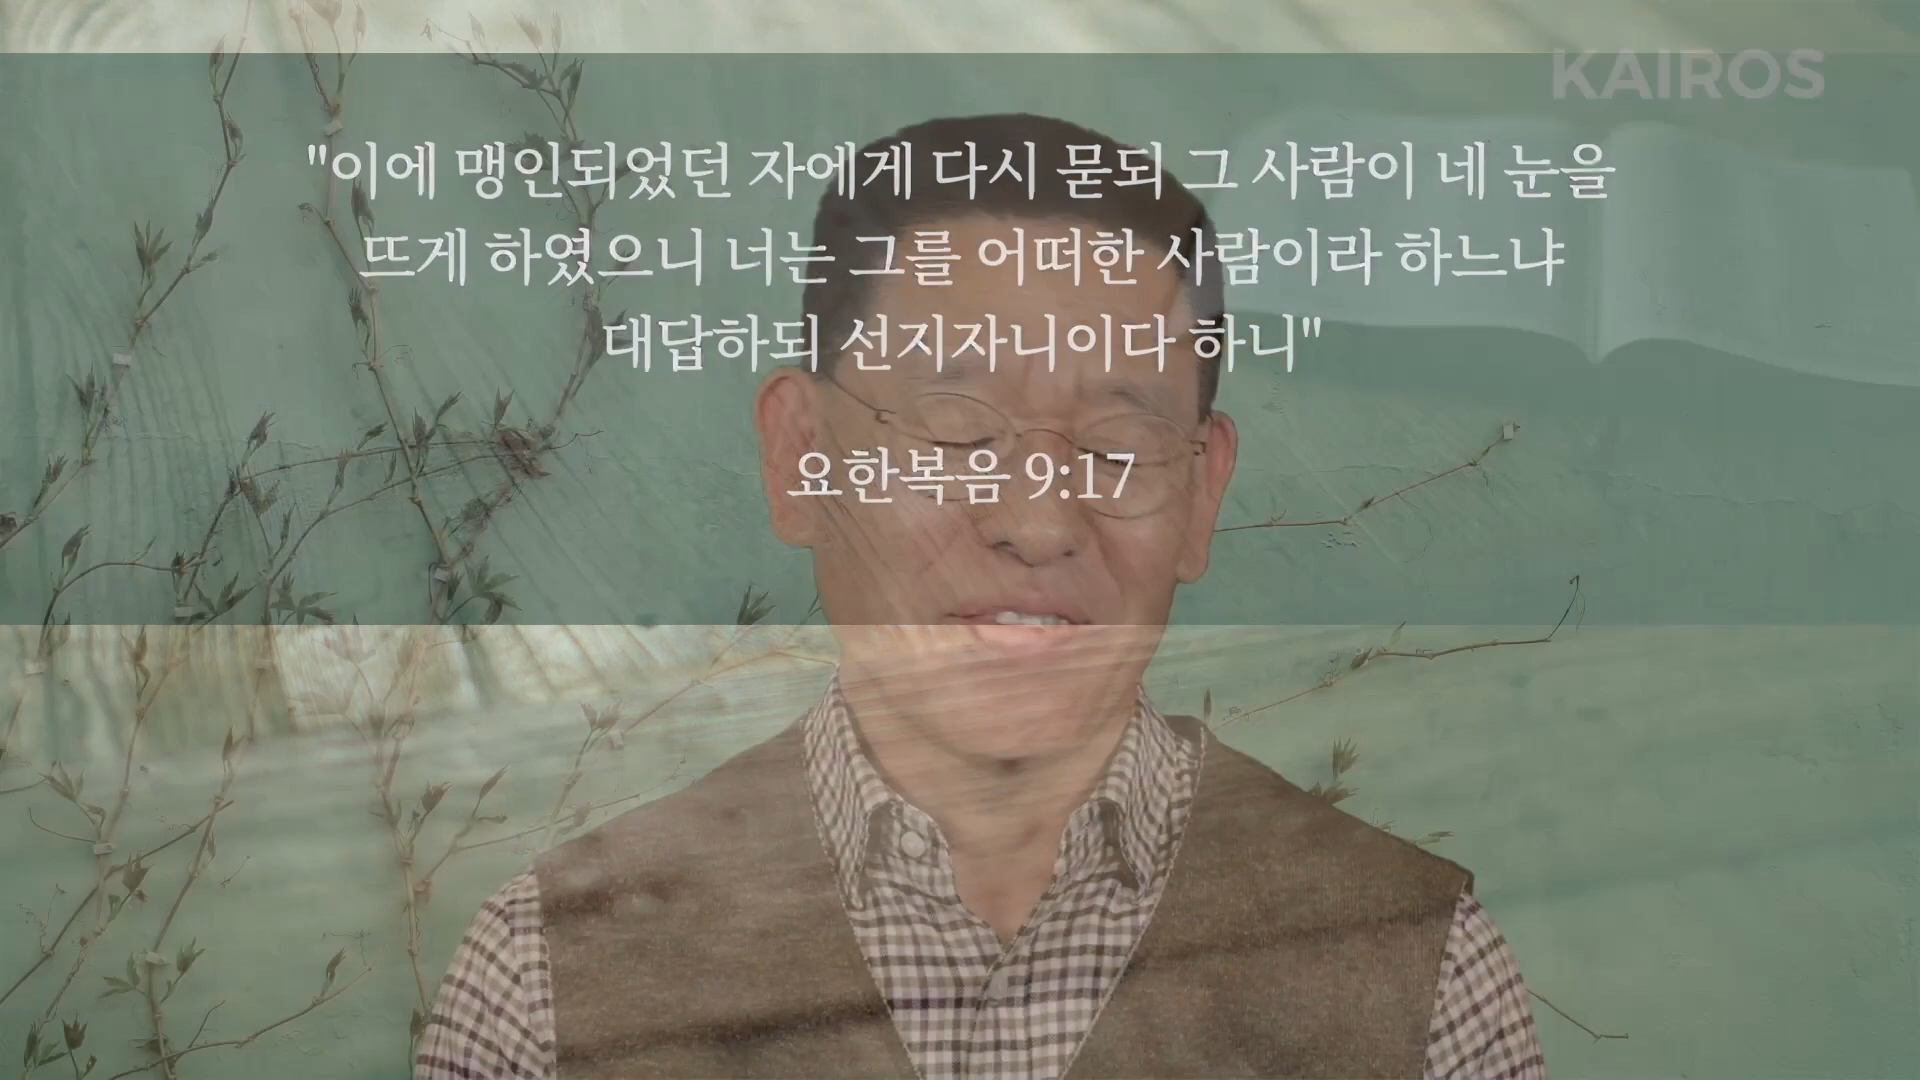 KAIROS
"이에 맹인되었던 자에게 다시 묻되 그 사람이 네 눈을
뜨게 하였으니 너는 그를 어떠한 사람이라 하느냐
대답하되 선지자니이다 하니"
요한복음 9:17